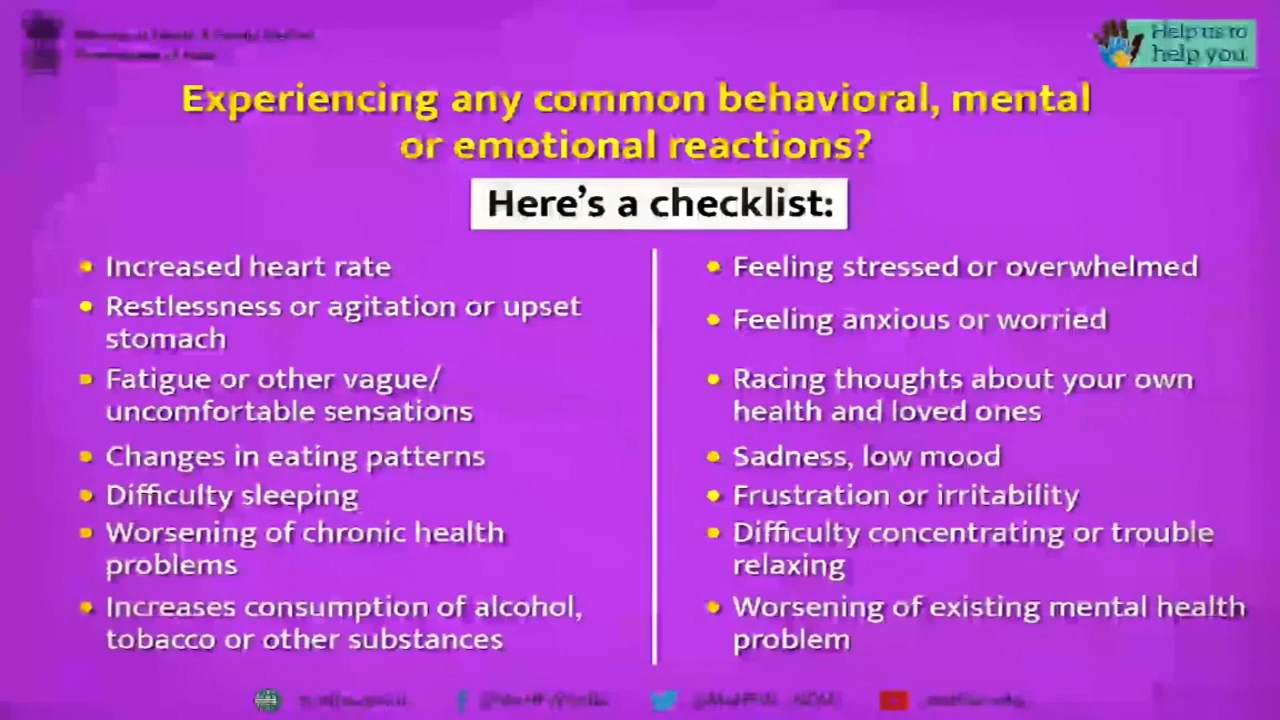 Help us to
help you
Experiencing any common behavioral, mental
or emotional reactions?
Here's a checklist:
• Increased heart rate
• Restlessness or agitation or upset
stomach
• Fatigue or other vague/
uncomfortable sensations
• Changes in eating patterns
• Difficulty sleeping
• Worsening of chronic health
problems
• Increases consumption of alcohol,
tobacco or other substances
• Feeling stressed or overwhelmed
• Feeling anxious or worried
• Racing thoughts about your own
health and loved ones
• Sadness, low mood
• Frustration or irritability
• Difficulty concentrating or trouble
relaxing
• Worsening of existing mental health
problem